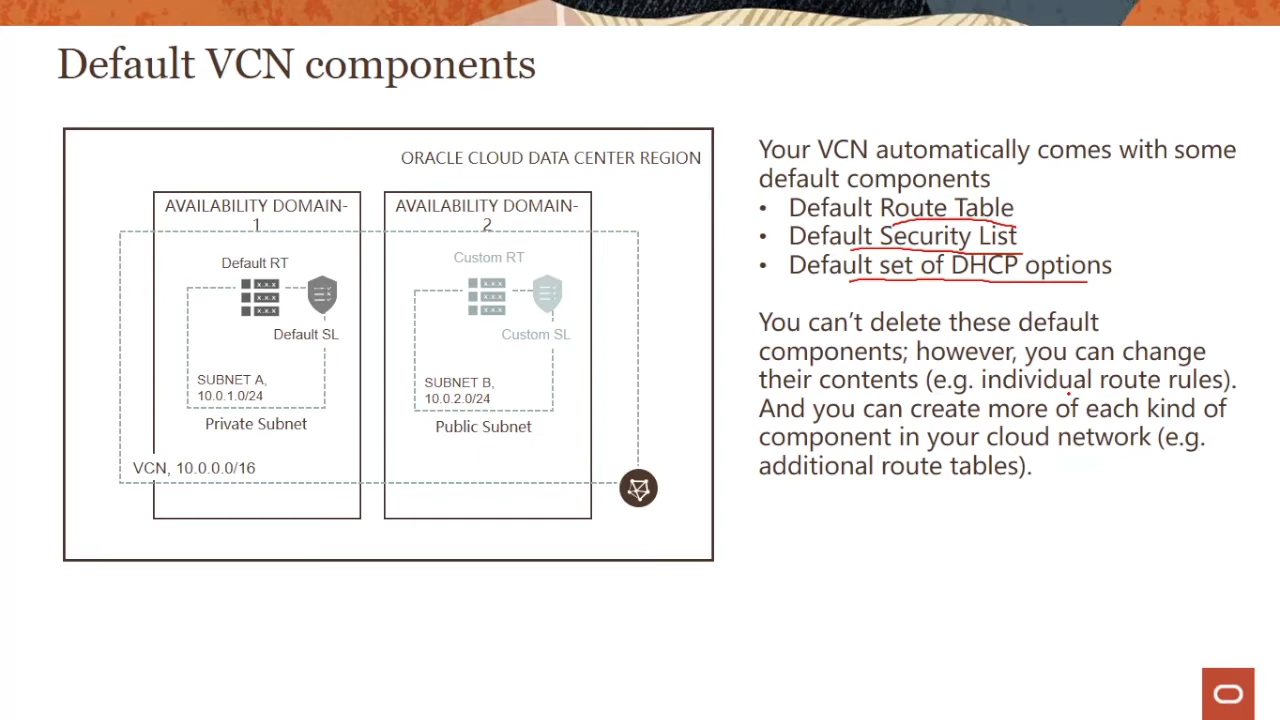 Default VCN components
ORACLE CLOUD DATA CENTER REGION
AVAILABILITY DOMAIN-
1
Default RT
x.x.x
x.x.x
x.x.x
Default SL
SUBNET A,
10.0.1.0/24
Private Subnet
AVAILABILITY DOMAIN-
2
Custom RT
x.x.x
x.x.x
x.x.x
Custom SL
SUBNET B,
10.0.2.0/24
Public Subnet
VCN, 10.0.0.0/16
Your VCN automatically comes with some
default components
• Default Route Table
• Default Security List
• Default set of DHCP options
You can’t delete these default
components; however, you can change
their contents (e.g. individual route rules).
And you can create more of each kind of
component in your cloud network (e.g.
additional route tables).